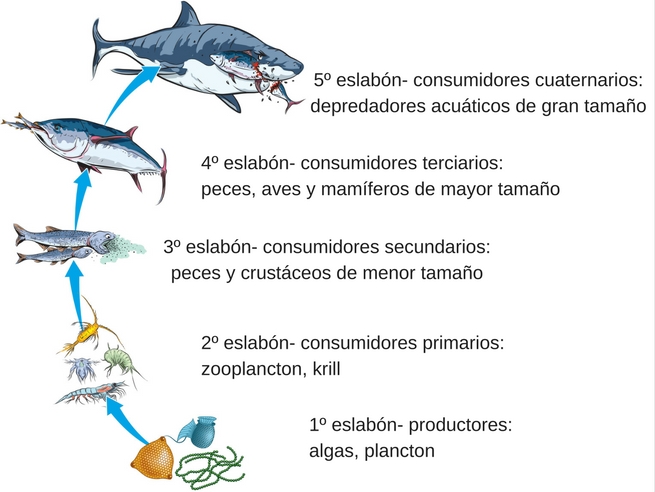 5º eslabón- consumidores cuaternarios:
depredadores acuáticos de gran tamaño
4º eslabón- consumidores terciarios:
peces, aves y mamíferos de mayor tamaño
3º eslabón- consumidores secundarios:
peces y crustáceos de menor tamaño
2º eslabón- consumidores primarios:
zooplancton, krill
1º eslabón- productores:
algas, plancton